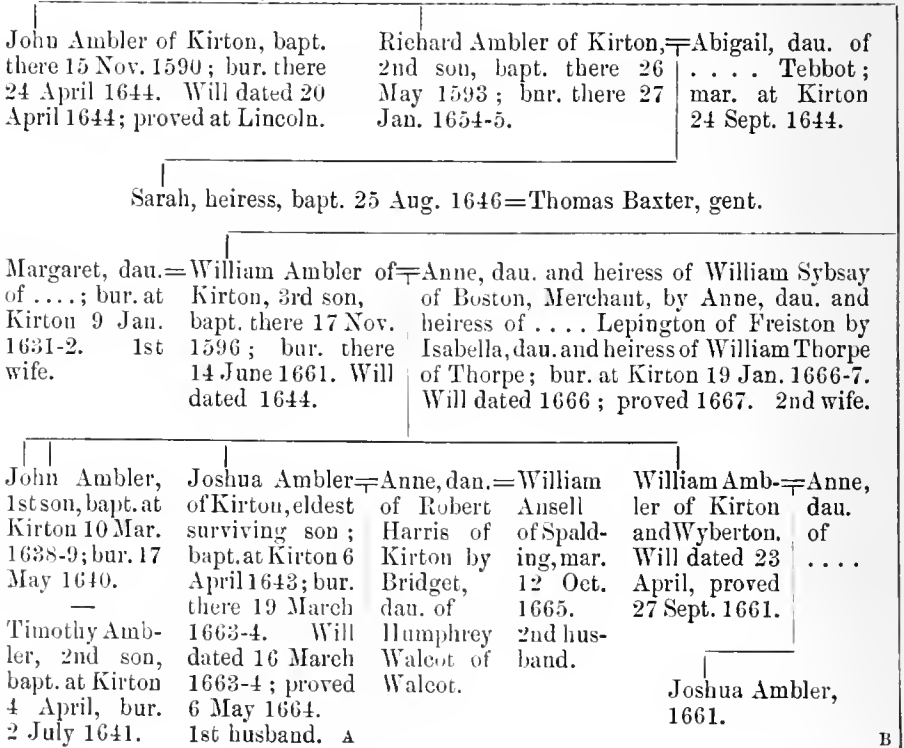 John Ambler of Kirton, bapt.
there 15 Nov. 1590; bur. there
24 April 1644. Will dated 20
April 1644; proved at Lincoln.
Richard Ambler of Kirton,
2nd son, bapt. there 26
May 1593; bur. there 27
Jan. 1654-5.
Abigail, dau. of
. . . . Tebbot;
mar. at Kirton
24 Sept. 1644.
Sarah, heiress, bapt. 25 Aug. 1646=Thomas Baxter, gent.
Margaret, dau.=
of . . . .; bur. at
Kirton 9 Jan.
1631-2. 1st
wife.
William Ambler of
Kirton, 3rd son,
bapt. there 17 Nov.
1596; bur. there
14 June 1661. Will
dated 1644.
Anne, dau. and heiress of William Sybsay
of Boston, Merchant, by Anne, dau. and
heiress of . . . . Lepington of Freiston by
Isabella, dau. and heiress of William Thorpe
of Thorpe; bur. at Kirton 19 Jan. 1666-7.
Will dated 1666; proved 1667. 2nd wife.
John Ambler,
1st son, bapt. at
Kirton 10 Mar.
1638-9; bur. 17
May 1640.
—
Timothy Amb-
ler, 2nd son,
bapt. at Kirton
4 April, bur.
2 July 1641.
Joshua Ambler
of Kirton, eldest
surviving son;
bapt. at Kirton 6
April 1643; bur.
there 19 March
1663-4. Will
dated 16 March
1663-4; proved
6 May 1664.
1st husband. A
Anne, dau.=
of Robert
Harris of
Kirton by
Bridget,
dau. of
Humphrey
Walcot of
Walcot.
William
Ansell
of Spald-
ing, mar.
12 Oct.
1665.
2nd hus-
band.
William Amb-
ler of Kirton
and Wyberton.
Will dated 23
April, proved
27 Sept. 1661.
Anne,
dau.
of
. . . .
Joshua Ambler,
1661.
B